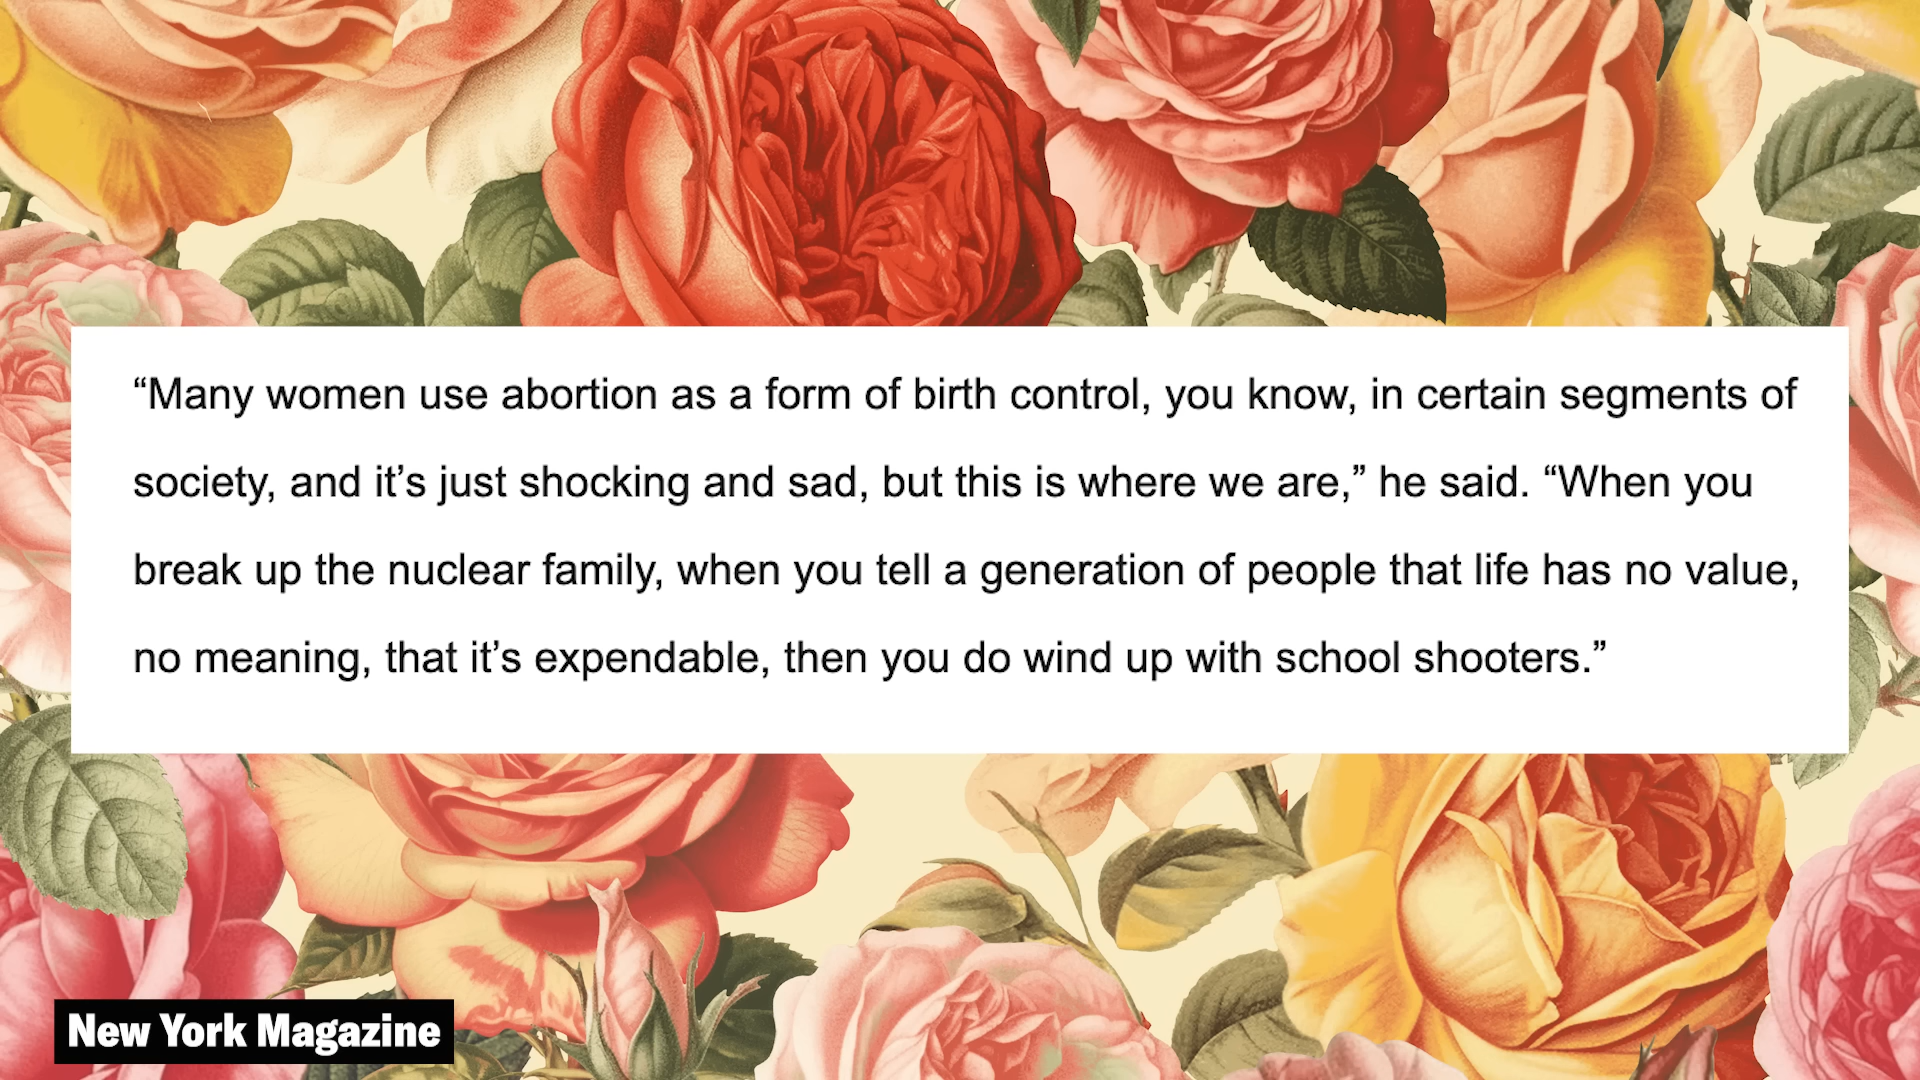 “Many women use abortion as a form of birth control, you know, in certain segments of
society, and it’s just shocking and sad, but this is where we are,” he said. “When you
break up the nuclear family, when you tell a generation of people that life has no value,
no meaning, that it’s expendable, then you do wind up with school shooters.”
New York Magazine